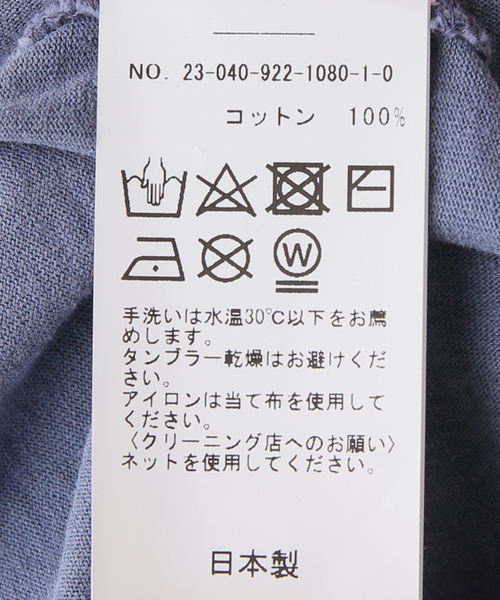 NO. 23-040-922-1080-1-0
コットン 100%
W
手洗いは水温30℃以下をお薦
めします。
タンブラー乾燥はお避けくだ
さい。
アイロンは当て布を使用して
ください。
〈クリーニング店へのお願い〉
ネットを使用してください。
日本製